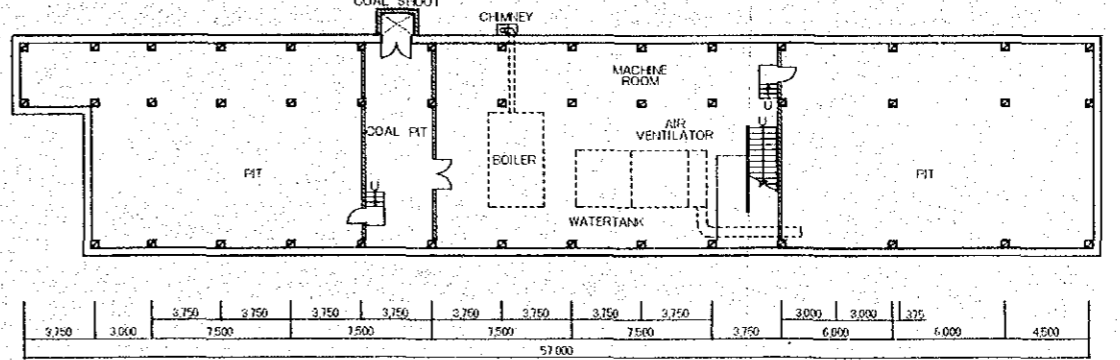 COAL SHOOT
CHIMNEY
MACHINE
ROOM
U
COAL PIT
AIR
VENTILATOR
U
BOILER
PIT
PIT
U
WATERTANK
3,750 3,750 3,750 3,750 3,750 3,750 3,750 3,750 3,000 3,000 375
3,750 3,000 7,500 7,500 7,500 7,500 3,750 6,000 6,000 4,500
57,000